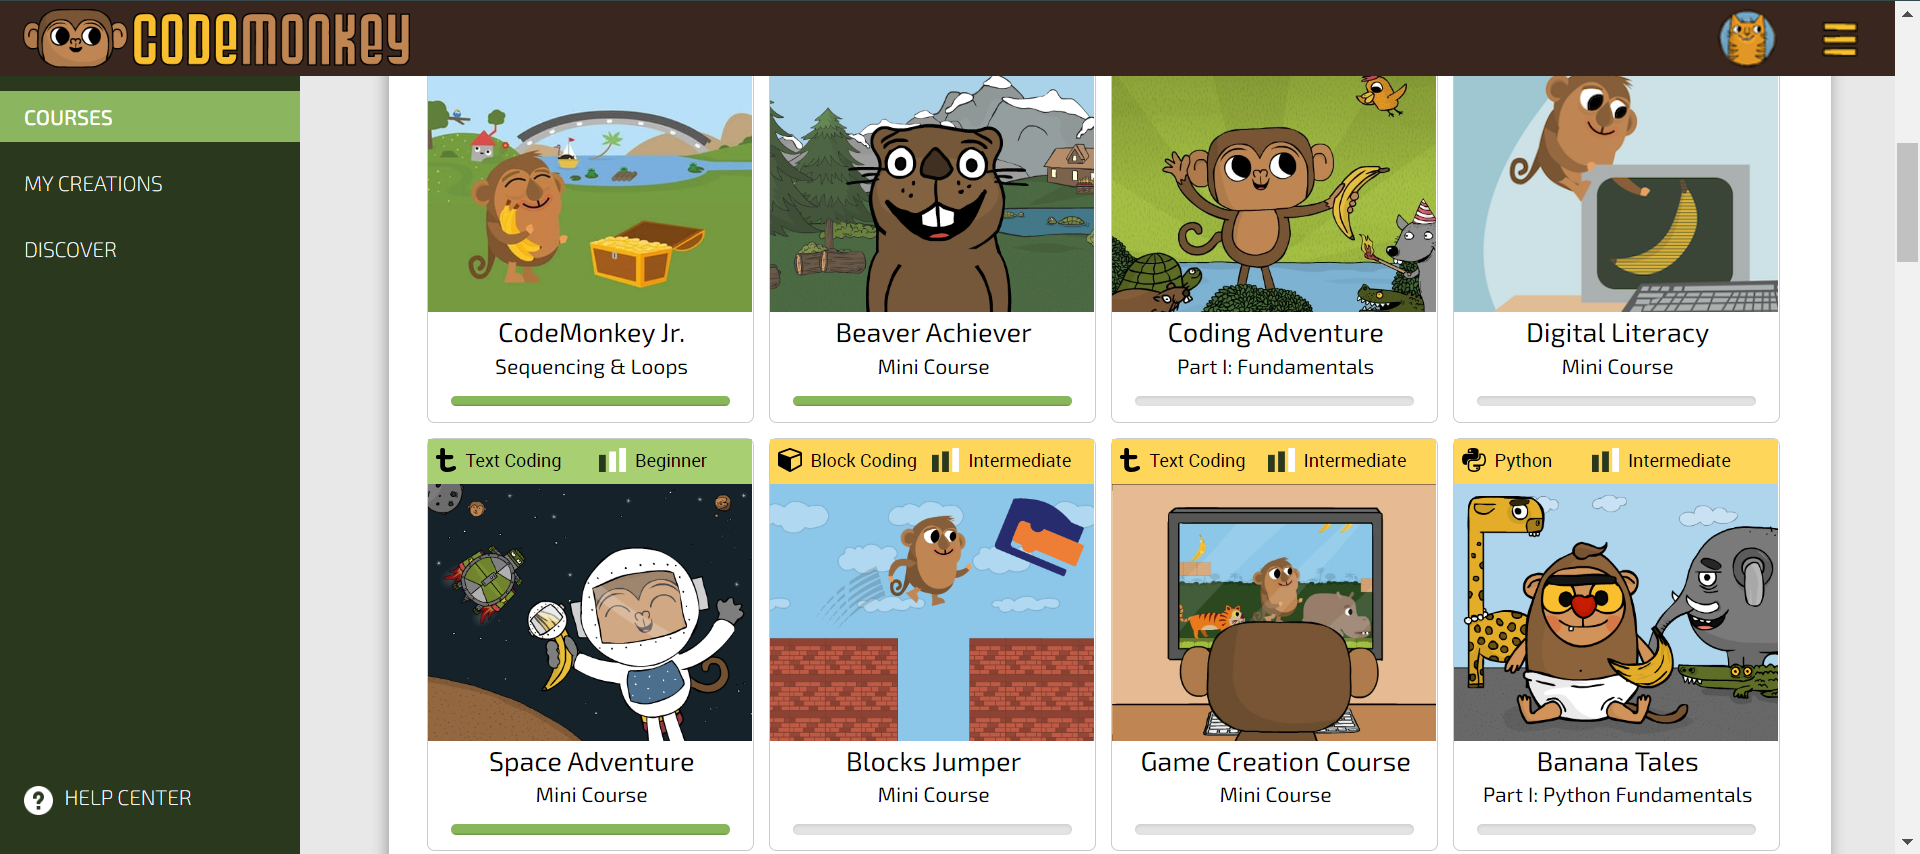 CODEMONKEY
COURSES
MY CREATIONS
DISCOVER
HELP CENTER
CodeMonkey Jr.
Sequencing & Loops
Beaver Achiever
Mini Course
Coding Adventure
Part I: Fundamentals
Digital Literacy
Mini Course
Text Coding Beginner
Space Adventure
Mini Course
Block Coding Intermediate
Blocks Jumper
Mini Course
Text Coding Intermediate
Game Creation Course
Mini Course
Python Intermediate
Banana Tales
Part I: Python Fundamentals